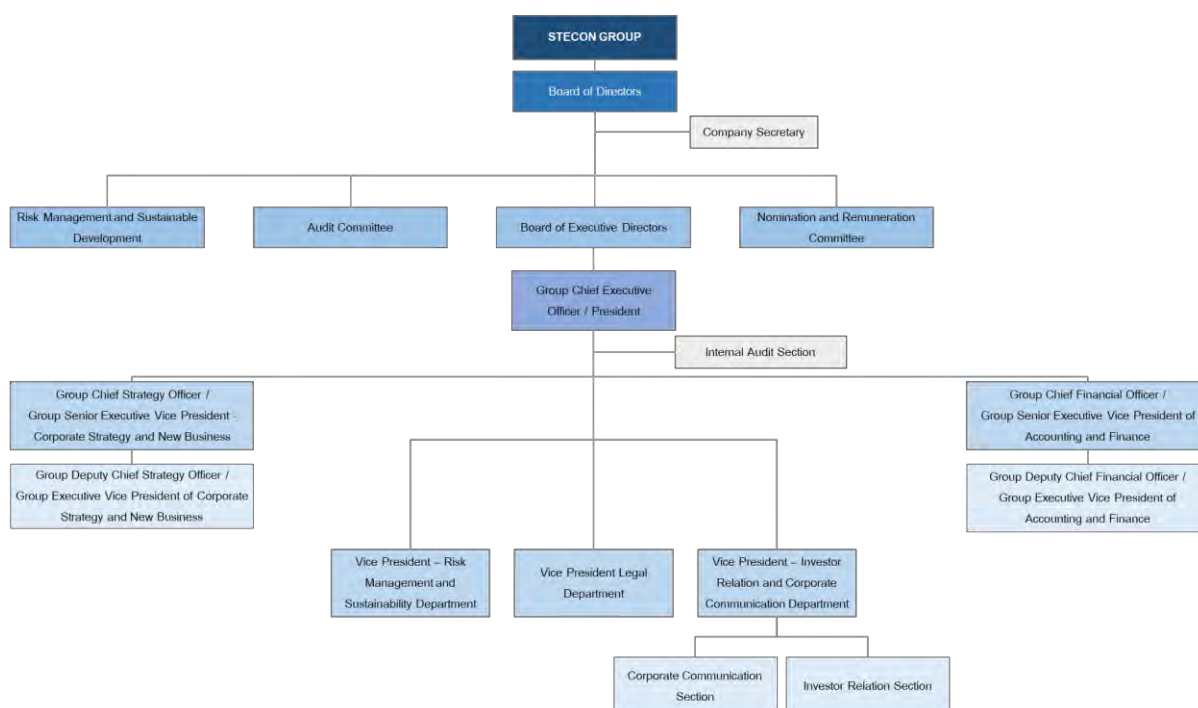 STECON GROUP
Board of Directors
Company Secretary
Risk Management and Sustainable
Development
Audit Committee
Board of Executive Directors
Nomination and Remuneration
Committee
Group Chief Executive
Officer / President
Internal Audit Section
Group Chief Strategy Officer /
Group Senior Executive Vice President -
Corporate Strategy and New Business
Group Chief Financial Officer /
Group Senior Executive Vice President of
Accounting and Finance
Group Deputy Chief Strategy Officer /
Group Executive Vice President of Corporate
Strategy and New Business
Group Deputy Chief Financial Officer /
Group Executive Vice President of
Accounting and Finance
Vice President – Risk
Management and
Sustainability Department
Vice President Legal
Department
Vice President – Investor
Relation and Corporate
Communication Department
Corporate Communication
Section
Investor Relation Section